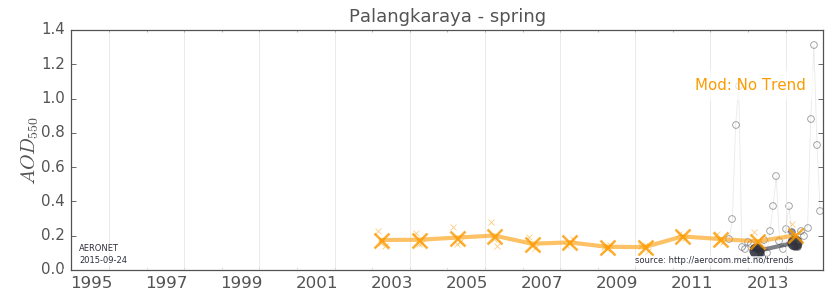 Palangkaraya - spring
1.4
1.2
1.0
0.8
0.6
0.4
0.2
0.0
AOD550
Mod: No Trend
AERONET
2015-09-24
source: http://aerocom.met.no/trends
1995 1997 1999 2001 2003 2005 2007 2009 2011 2013